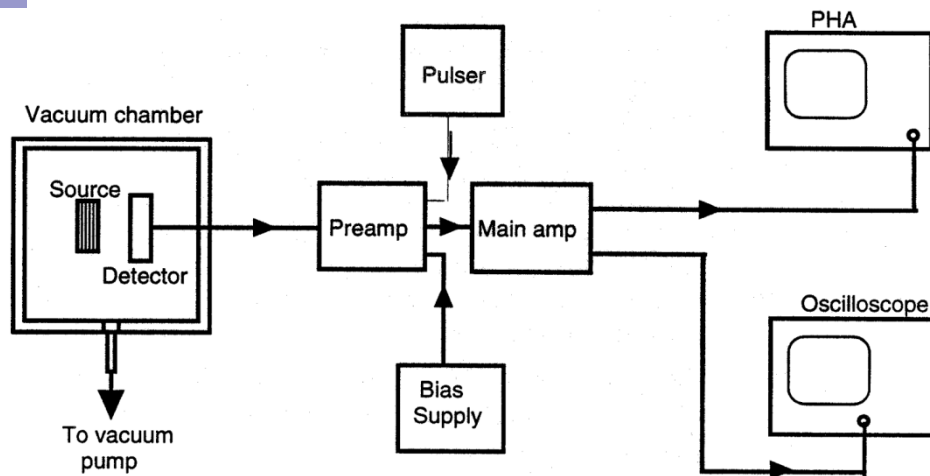 PHA
Pulser
Vacuum chamber
Source
Preamp
Main amp
Detector
Oscilloscope
Bias
Supply
To vacuum
pump